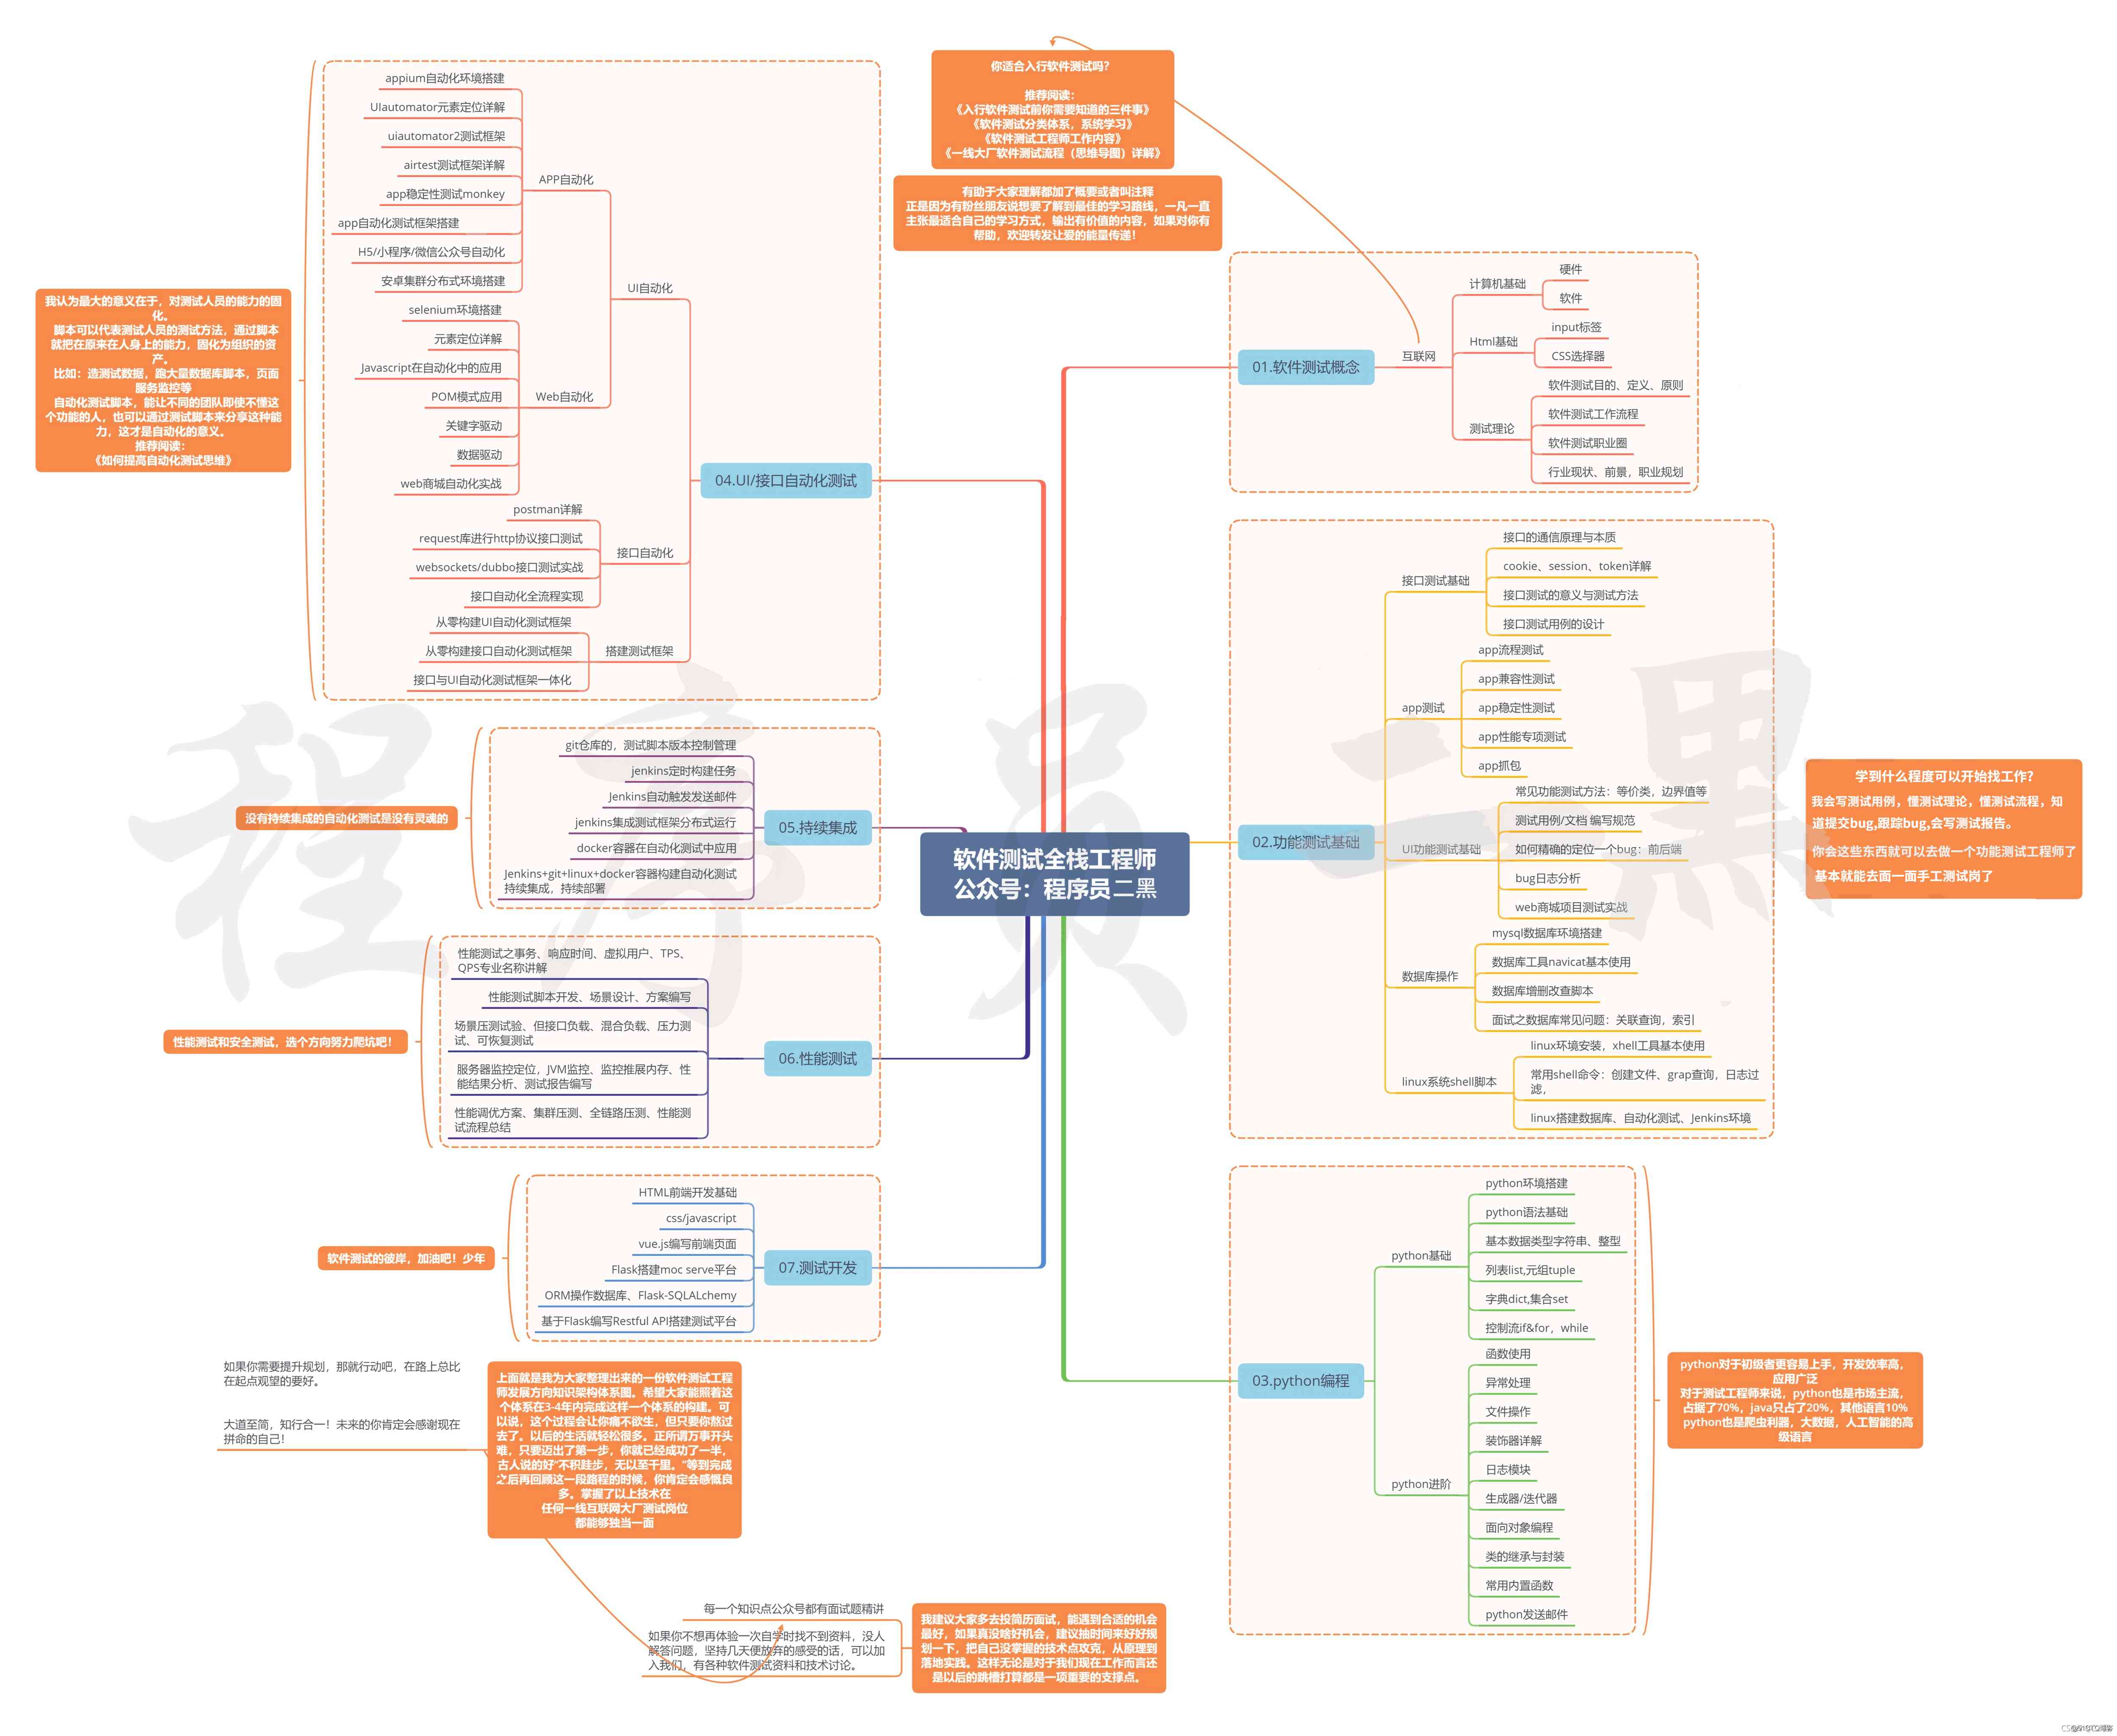 你适合入行软件测试吗？
推荐阅读：
《入行软件测试前你需要知道的三件事》
《软件测试分类体系，系统学习》
《软件测试工程师工作内容》
《一线大厂软件测试流程（思维导图）详解》
有助于大家理解都加了概要或者叫注释
正是因为有粉丝朋友说想要了解到最佳的学习路线，一凡一直
主张最适合自己的学习方式，输出有价值的内容，如果对你有
帮助，欢迎转发让爱的能量传递！
软件测试全栈工程师
公众号：程序员二黑
01.软件测试概念
互联网
计算机基础
硬件
软件
Html基础
input标签
CSS选择器
测试理论
软件测试目的、定义、原则
软件测试工作流程
软件测试职业圈
行业现状、前景，职业规划
02.功能测试基础
接口测试基础
接口的通信原理与本质
cookie、session、token详解
接口测试的意义与测试方法
接口测试用例的设计
app测试
app流程测试
app兼容性测试
app稳定性测试
app性能专项测试
app抓包
UI功能测试基础
常见功能测试方法：等价类，边界值等
测试用例/文档 编写规范
如何精确的定位一个bug：前后端
bug日志分析
web商城项目测试实战
数据库操作
mysql数据库环境搭建
数据库工具navicat基本使用
数据库增删改查脚本
面试之数据库常见问题：关联查询，索引
linux系统shell脚本
linux环境安装，xhell工具基本使用
常用shell命令：创建文件、grap查询，日志过
滤，
linux搭建数据库、自动化测试、Jenkins环境
学到什么程度可以开始找工作？
我会写测试用例，懂测试理论，懂测试流程，知
道提交bug,跟踪bug,会写测试报告。
你会这些东西就可以去做一个功能测试工程师了
基本就能去面一面手工测试岗了
03.python编程
python基础
python环境搭建
python语法基础
基本数据类型字符串、整型
列表list,元组tuple
字典dict,集合set
控制流if&for，while
python进阶
函数使用
异常处理
文件操作
装饰器详解
日志模块
生成器/迭代器
面向对象编程
类的继承与封装
常用内置函数
python发送邮件
python对于初级者更容易上手，开发效率高，
应用广泛
对于测试工程师来说，python也是市场主流，
占据了70%，java只占了20%，其他语言10%
python也是爬虫利器，大数据，人工智能的高
级语言
04.UI/接口自动化测试
UI自动化
APP自动化
appium自动化环境搭建
UIautomator元素定位详解
uiautomator2测试框架
airtest测试框架详解
app稳定性测试monkey
app自动化测试框架搭建
H5/小程序/微信公众号自动化
安卓集群分布式环境搭建
Web自动化
selenium环境搭建
元素定位详解
Javascript在自动化中的应用
POM模式应用
关键字驱动
数据驱动
web商城自动化实战
接口自动化
postman详解
request库进行http协议接口测试
websockets/dubbo接口测试实战
接口自动化全流程实现
搭建测试框架
从零构建UI自动化测试框架
从零构建接口自动化测试框架
接口与UI自动化测试框架一体化
我认为最大的意义在于，对测试人员的能力的固
化。
脚本可以代表测试人员的测试方法，通过脚本
就把在原来在人身上的能力，固化为组织的资
产。
比如：造测试数据，跑大量数据库脚本，页面
服务监控等
自动化测试脚本，能让不同的团队即使不懂这
个功能的人，也可以通过测试脚本来分享这种能
力，这才是自动化的意义。
推荐阅读：
《如何提高自动化测试思维》
05.持续集成
git仓库的，测试脚本版本控制管理
jenkins定时构建任务
Jenkins自动触发发送邮件
jenkins集成测试框架分布式运行
docker容器在自动化测试中应用
Jenkins+git+linux+docker容器构建自动化测试
持续集成，持续部署
没有持续集成的自动化测试是没有灵魂的
06.性能测试
性能测试之事务、响应时间、虚拟用户、TPS、
QPS专业名称讲解
性能测试脚本开发、场景设计、方案编写
场景压测试验、但接口负载、混合负载、压力测
试、可恢复测试
服务器监控定位，JVM监控、监控推展内存、性
能结果分析、测试报告编写
性能调优方案、集群压测、全链路压测、性能测
试流程总结
性能测试和安全测试，选个方向努力爬坑吧！
07.测试开发
HTML前端开发基础
css/javascript
vue.js编写前端页面
Flask搭建moc serve平台
ORM操作数据库、Flask-SQLALchemy
基于Flask编写Restful API搭建测试平台
软件测试的彼岸，加油吧！少年
如果你需要提升规划，那就行动吧，在路上总比
在起点观望的要好。
大道至简，知行合一！未来的你肯定会感谢现在
拼命的自己！
上面就是我为大家整理出来的一份软件测试工程
师发展方向知识架构体系图。希望大家能照着这
个体系在3-4年内完成这样一个体系的构建。可
以说，这个过程会让你痛不欲生，但只要你熬过
去了。以后的生活就轻松很多。正所谓万事开头
难，只要迈出了第一步，你就已经成功了一半，
古人说的好“不积跬步，无以至千里。”等到完成
之后再回顾这一段路程的时候，你肯定会感慨良
多。掌握了以上技术在
任何一线互联网大厂测试岗位
都能够独当一面
每一个知识点公众号都有面试题精讲
如果你不想再体验一次自学时找不到资料，没人
解答问题，坚持几天便放弃的感受的话，可以加
入我们，有各种软件测试资料和技术讨论。
我建议大家多去投简历面试，能遇到合适的机会
最好，如果真没啥好机会，建议抽时间来好好规
划一下，把自己没掌握的技术点攻克，从原理到
落地实践。这样无论是对于我们现在工作而言还
是以后的跳槽打算都是一项重要的支撑点。
程序员二黑